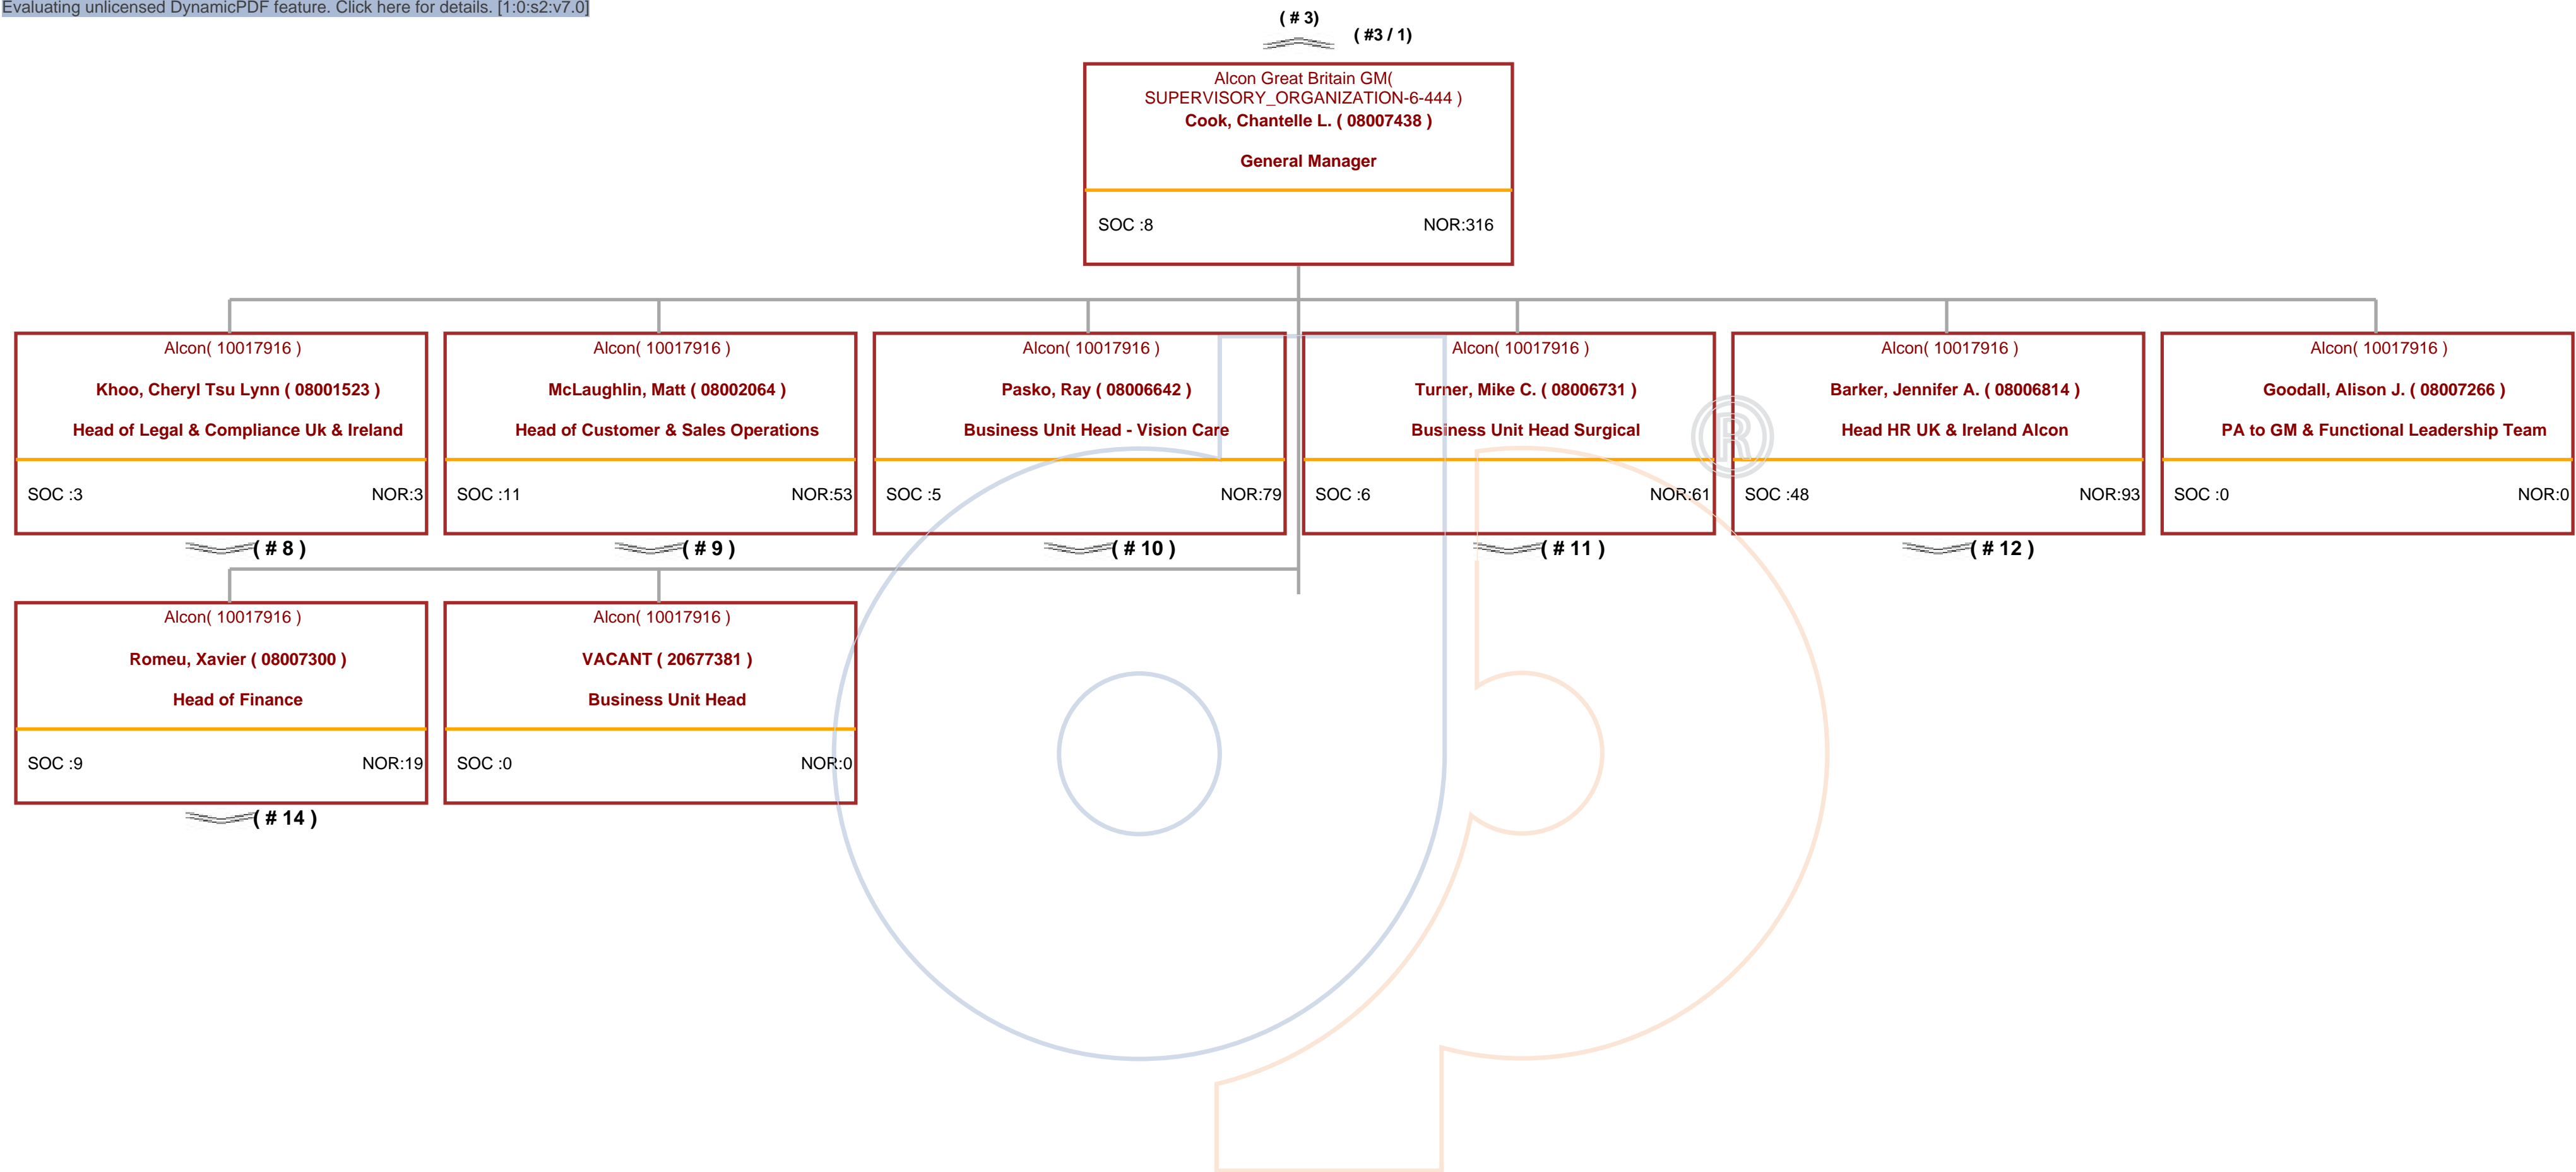 Evaluating unlicensed DynamicPDF feature. Click here for details. [1:0:s2:v7.0]
( # 3)
( #3 / 1)
Alcon Great Britain GM(
SUPERVISORY_ORGANIZATION-6-444 )
Cook, Chantelle L. ( 08007438 )
General Manager
SOC :8 NOR:316
Alcon( 10017916 )
Khoo, Cheryl Tsu Lynn ( 08001523 )
Head of Legal & Compliance Uk & Ireland
SOC :3 NOR:3
( # 8 )
Alcon( 10017916 )
McLaughlin, Matt ( 08002064 )
Head of Customer & Sales Operations
SOC :11 NOR:53
( # 9 )
Alcon( 10017916 )
Pasko, Ray ( 08006642 )
Business Unit Head - Vision Care
SOC :5 NOR:79
( # 10 )
Alcon( 10017916 )
Turner, Mike C. ( 08006731 )
Business Unit Head Surgical
SOC :6 NOR:61
( # 11 )
Alcon( 10017916 )
Barker, Jennifer A. ( 08006814 )
Head HR UK & Ireland Alcon
SOC :48 NOR:93
( # 12 )
Alcon( 10017916 )
Goodall, Alison J. ( 08007266 )
PA to GM & Functional Leadership Team
SOC :0 NOR:0
®
Alcon( 10017916 )
Romeu, Xavier ( 08007300 )
Head of Finance
SOC :9 NOR:19
( # 14 )
Alcon( 10017916 )
VACANT ( 20677381 )
Business Unit Head
SOC :0 NOR:0